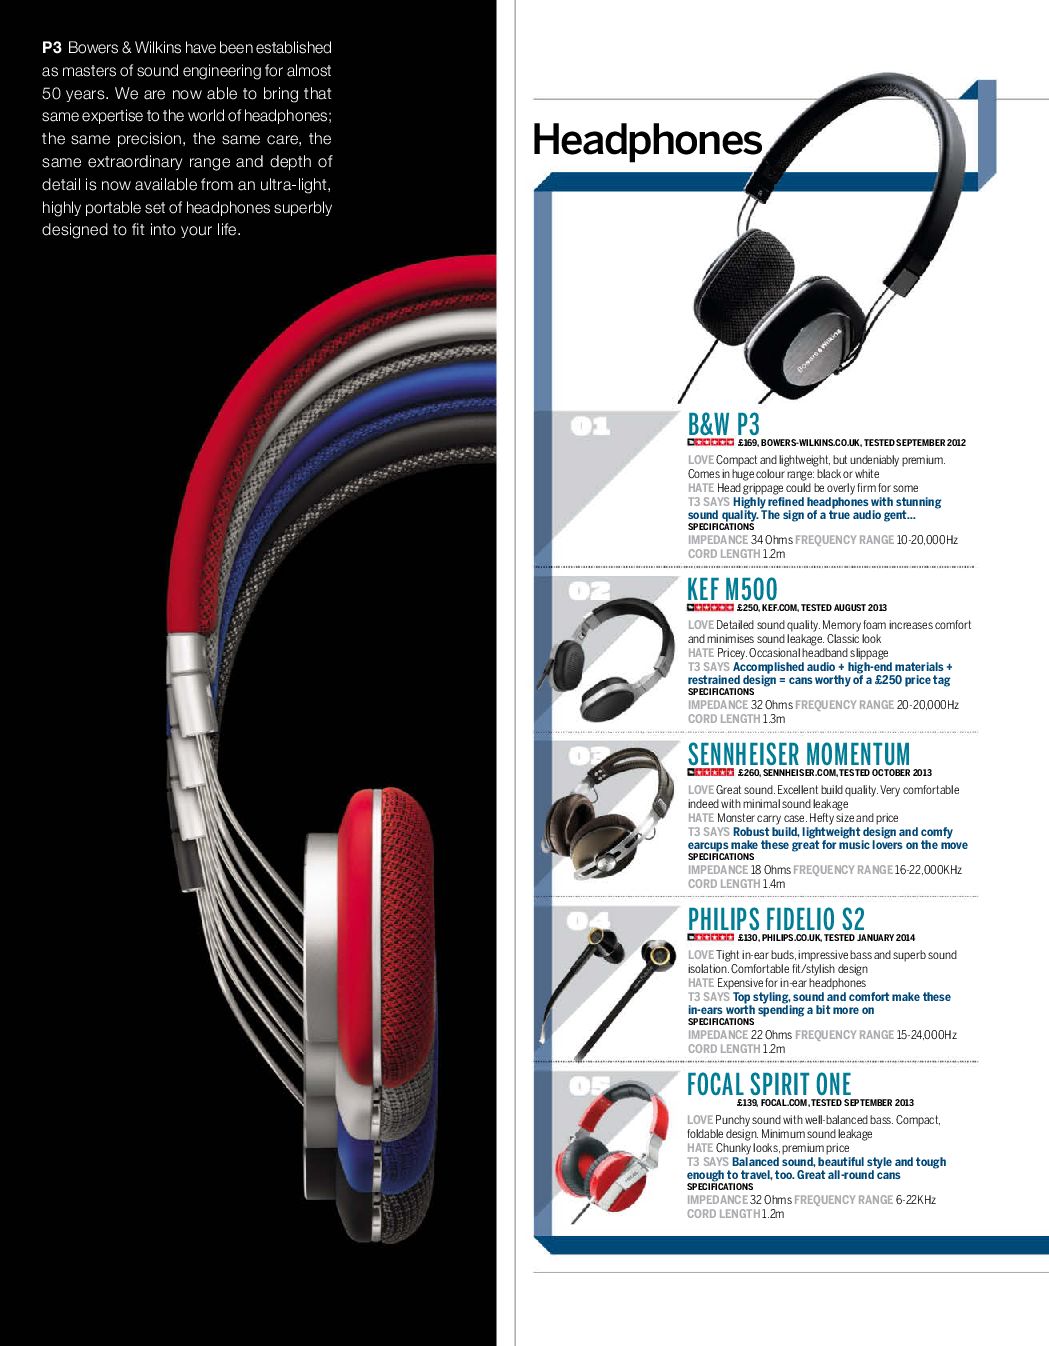 P3 Bowers & Wilkins have been established
as masters of sound engineering for almost
50 years. We are now able to bring that
same expertise to the world of headphones;
the same precision, the same care, the
same extraordinary range and depth of
detail is now available from an ultra-light,
highly portable set of headphones superbly
designed to fit into your life.
Headphones
Bowers & Wilkins
01
B&W P3
£169, BOWERS-WILKINS.CO.UK, TESTED SEPTEMBER 2012
LOVE Compact and lightweight, but undeniably premium.
Comes in huge colour range: black or white
HATE Head grippage could be overly firm for some
T3 SAYS Highly refined headphones with stunning
sound quality. The sign of a true audio gent...
SPECIFICATIONS
IMPEDANCE 34 Ohms FREQUENCY RANGE 10-20,000Hz
CORD LENGTH 1.2m
02
KEF M500
£250, KEF.COM, TESTED AUGUST 2013
LOVE Detailed sound quality. Memory foam increases comfort
and minimises sound leakage. Classic look
HATE Pricey. Occasional headband slippage
T3 SAYS Accomplished audio + high-end materials +
restrained design = cans worthy of a £250 price tag
SPECIFICATIONS
IMPEDANCE 32 Ohms FREQUENCY RANGE 20-20,000Hz
CORD LENGTH 1.3m
03
SENNHEISER MOMENTUM
£260, SENNHEISER.COM, TESTED OCTOBER 2013
LOVE Great sound. Excellent build quality. Very comfortable
indeed with minimal sound leakage
HATE Monster carry case. Hefty size and price
T3 SAYS Robust build, lightweight design and comfy
earcups make these great for music lovers on the move
SPECIFICATIONS
IMPEDANCE 18 Ohms FREQUENCY RANGE 16-22,000KHz
CORD LENGTH 1.4m
04
PHILIPS FIDELIO S2
£130, PHILIPS.CO.UK, TESTED JANUARY 2014
LOVE Tight in-ear buds, impressive bass and superb sound
isolation. Comfortable fit/stylish design
HATE Expensive for in-ear headphones
T3 SAYS Top styling, sound and comfort make these
in-ears worth spending a bit more on
SPECIFICATIONS
IMPEDANCE 22 Ohms FREQUENCY RANGE 15-24,000Hz
CORD LENGTH 1.2m
05
FOCAL SPIRIT ONE
£139, FOCAL.COM, TESTED SEPTEMBER 2013
LOVE Punchy sound with well-balanced bass. Compact,
foldable design. Minimum sound leakage
HATE Chunky looks, premium price
T3 SAYS Balanced sound, beautiful style and tough
enough to travel, too. Great all-round cans
SPECIFICATIONS
IMPEDANCE 32 Ohms FREQUENCY RANGE 6-22KHz
CORD LENGTH 1.2m